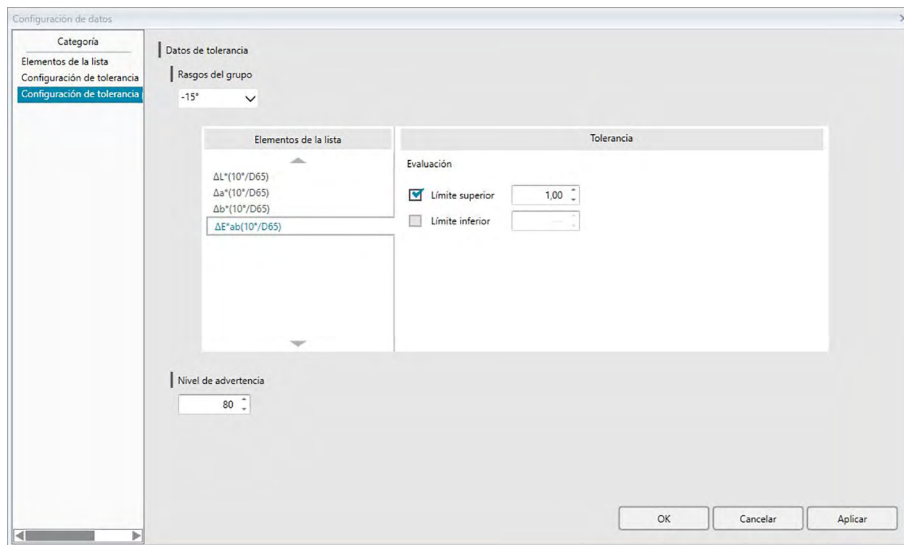 Configuración de datos
Categoría
Elementos de la lista
Configuración de tolerancia
Configuración de tolerancia
Datos de tolerancia
Rasgos del grupo
-15°
Elementos de la lista
ΔL*(10°/D65)
Δa*(10°/D65)
Δb*(10°/D65)
ΔE*ab(10°/D65)
Tolerancia
Evaluación
Límite superior 1,00
Límite inferior ---
Nivel de advertencia
80
OK Cancelar Aplicar